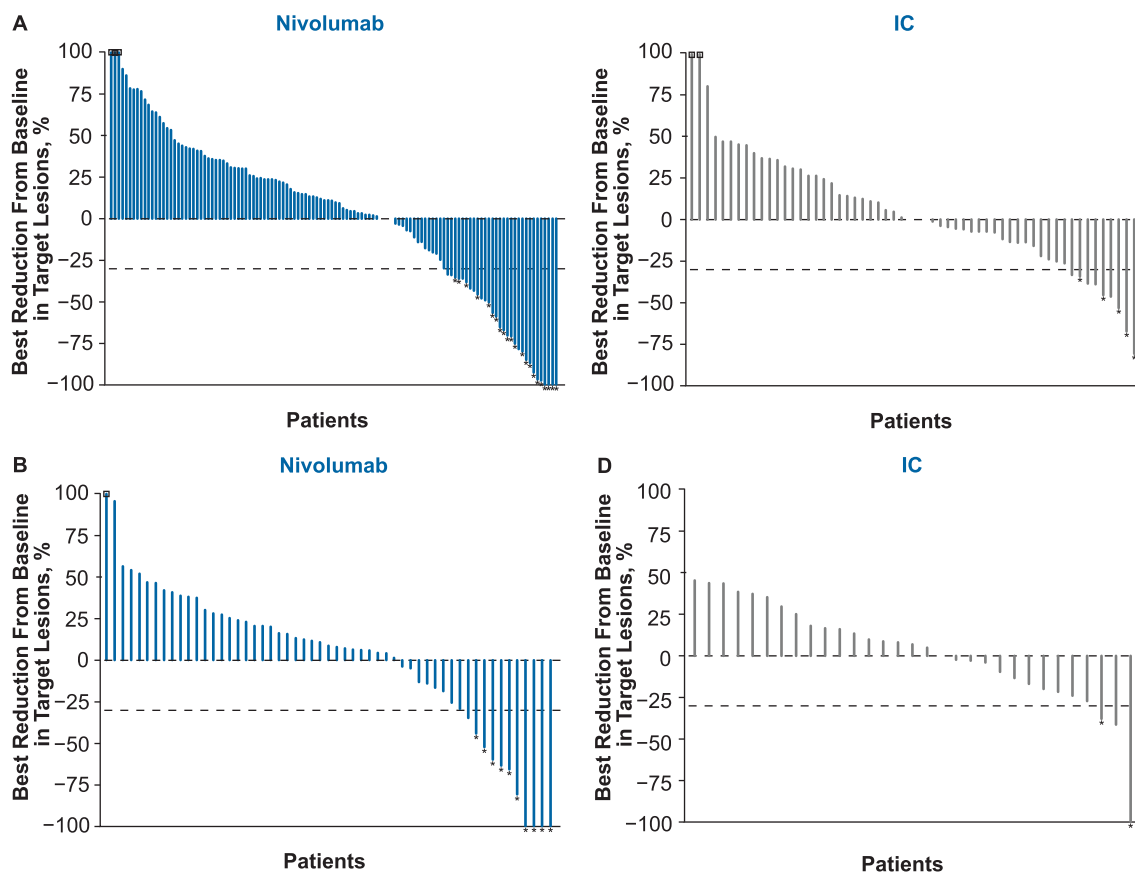 A
Nivolumab
Best Reduction From Baseline
in Target Lesions, %
100
75
50
25
0
−25
−50
−75
−100
Patients
IC
Best Reduction From Baseline
in Target Lesions, %
100
75
50
25
0
−25
−50
−75
−100
Patients
B
Nivolumab
Best Reduction From Baseline
in Target Lesions, %
100
75
50
25
0
−25
−50
−75
−100
Patients
D
IC
Best Reduction From Baseline
in Target Lesions, %
100
75
50
25
0
−25
−50
−75
−100
Patients